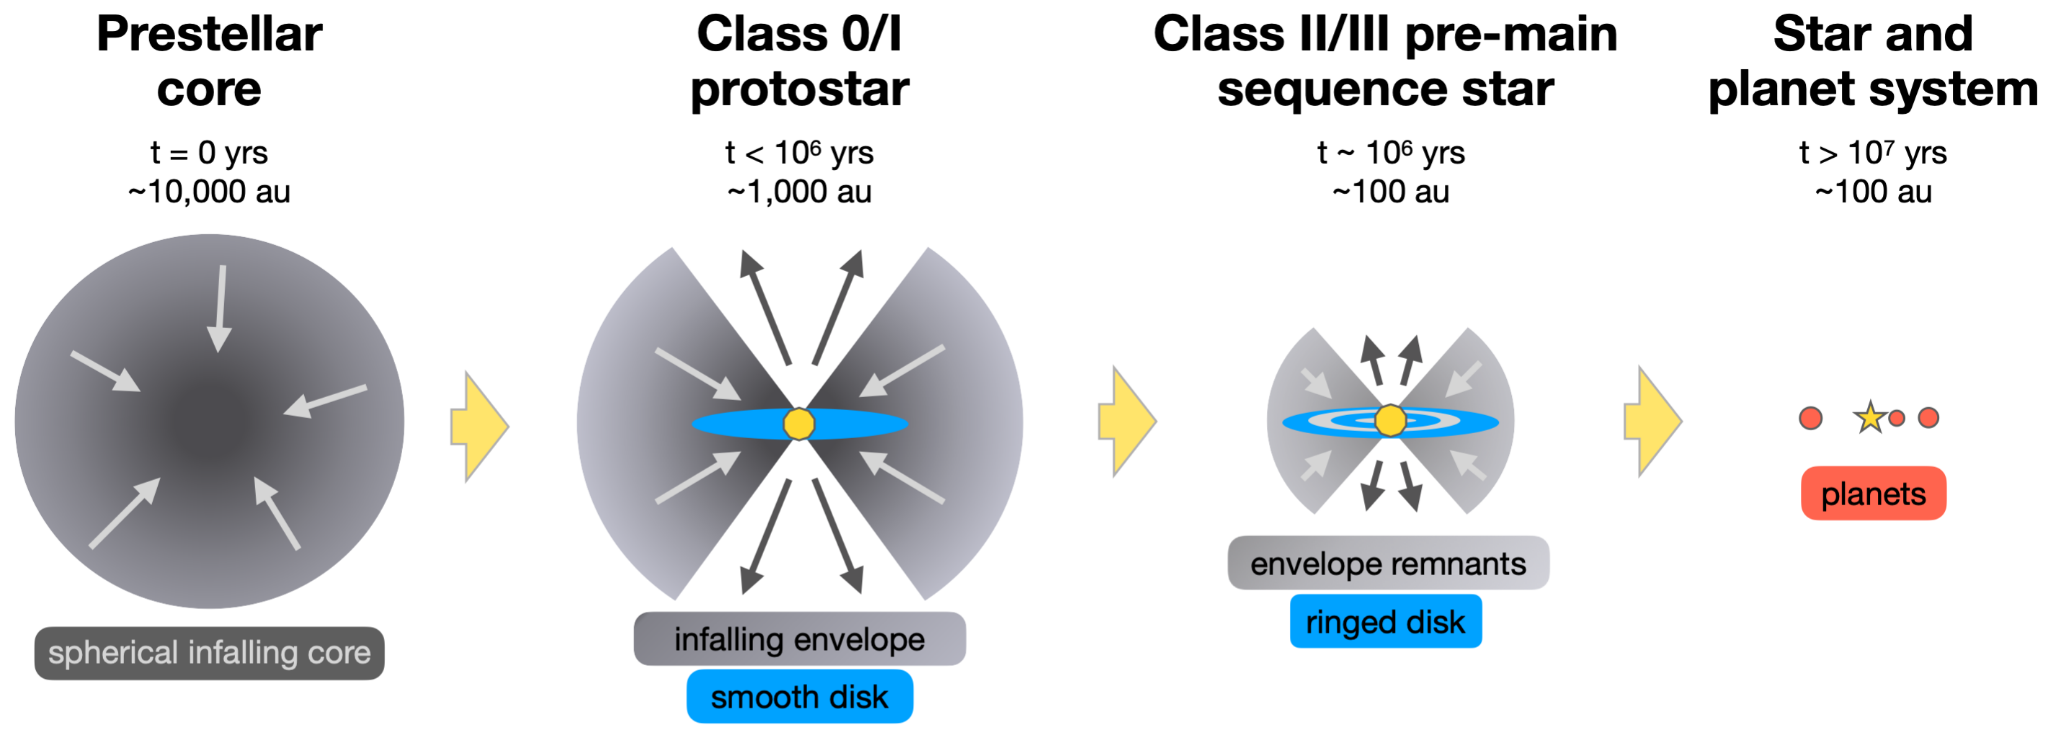 Prestellar
core
t = 0 yrs
~10,000 au
spherical infalling core
Class 0/I
protostar
t < 10⁶ yrs
~1,000 au
infalling envelope
smooth disk
Class II/III pre-main
sequence star
t ~ 10⁶ yrs
~100 au
envelope remnants
ringed disk
Star and
planet system
t > 10⁷ yrs
~100 au
planets